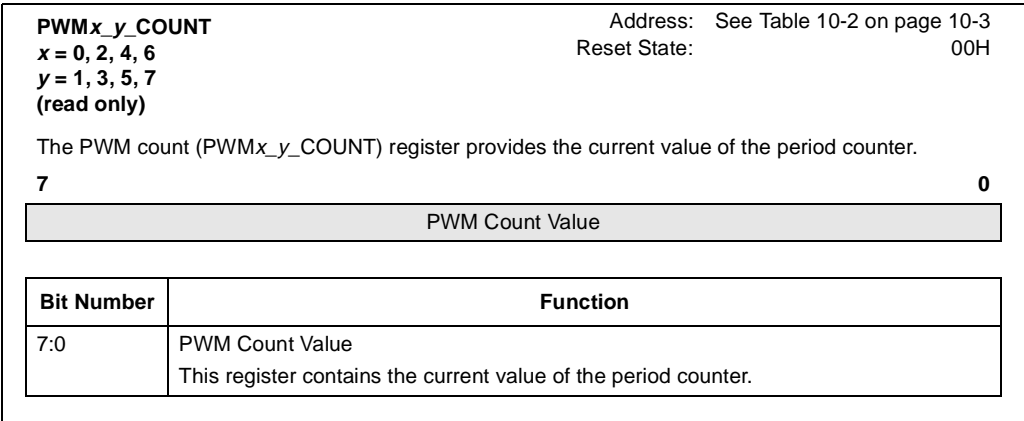 PWMx_y_COUNT
x = 0, 2, 4, 6
y = 1, 3, 5, 7
(read only)
Address: See Table 10-2 on page 10-3
Reset State: 00H
The PWM count (PWMx_y_COUNT) register provides the current value of the period counter.
7 0
PWM Count Value
Bit Number Function
7:0 PWM Count Value
This register contains the current value of the period counter.